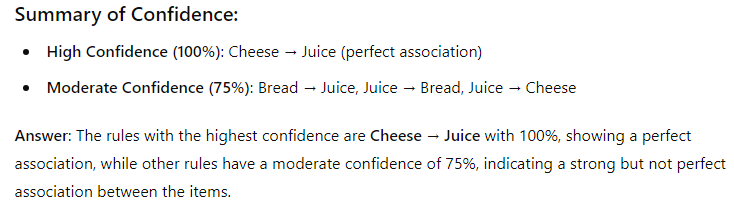 Summary of Confidence:
• High Confidence (100%): Cheese → Juice (perfect association)
• Moderate Confidence (75%): Bread → Juice, Juice → Bread, Juice → Cheese
Answer: The rules with the highest confidence are Cheese → Juice with 100%, showing a perfect
association, while other rules have a moderate confidence of 75%, indicating a strong but not perfect
association between the items.